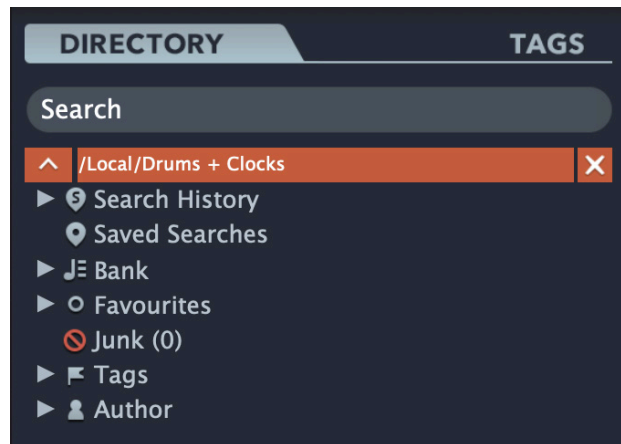 DIRECTORY TAGS
Search
/Local/Drums + Clocks
Search History
Saved Searches
Bank
Favourites
Junk (0)
Tags
Author